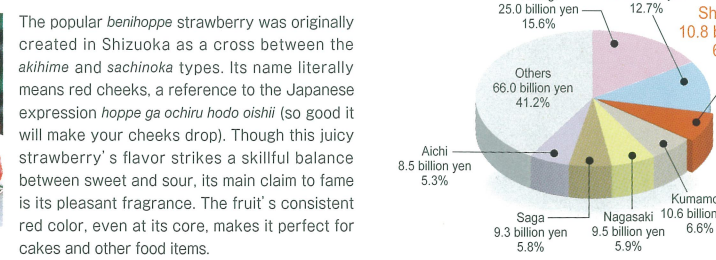 The popular benihoppe strawberry was originally
created in Shizuoka as a cross between the
akihime and sachinoka types. Its name literally
means red cheeks, a reference to the Japanese
expression hoppe ga ochiru hodo oishii (so good it
will make your cheeks drop). Though this juicy
strawberry's flavor strikes a skillful balance
between sweet and sour, its main claim to fame
is its pleasant fragrance. The fruit's consistent
red color, even at its core, makes it perfect for
cakes and other food items.
25.0 billion yen
15.6%
12.7%
10.8
Others
66.0 billion yen
41.2%
Aichi
8.5 billion yen
5.3%
Saga
9.3 billion yen
5.8%
Nagasaki
9.5 billion yen
5.9%
10.6 billion
6.6%